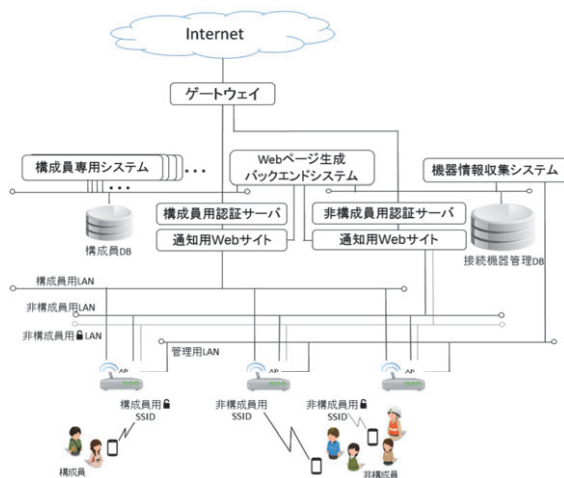 Internet
ゲートウェイ
構成員専用システム
・・・
Webページ生成
バックエンドシステム
機器情報収集システム
・・・
構成員用認証サーバ
非構成員用認証サーバ
構成員DB
通知用Webサイト
通知用Webサイト
接続機器管理DB
構成員用LAN
非構成員用LAN
非構成員用🔓LAN
管理用LAN
AP
AP
AP
構成員用🔓
SSID
非構成員用
SSID
非構成員用🔓
SSID
構成員
非構成員